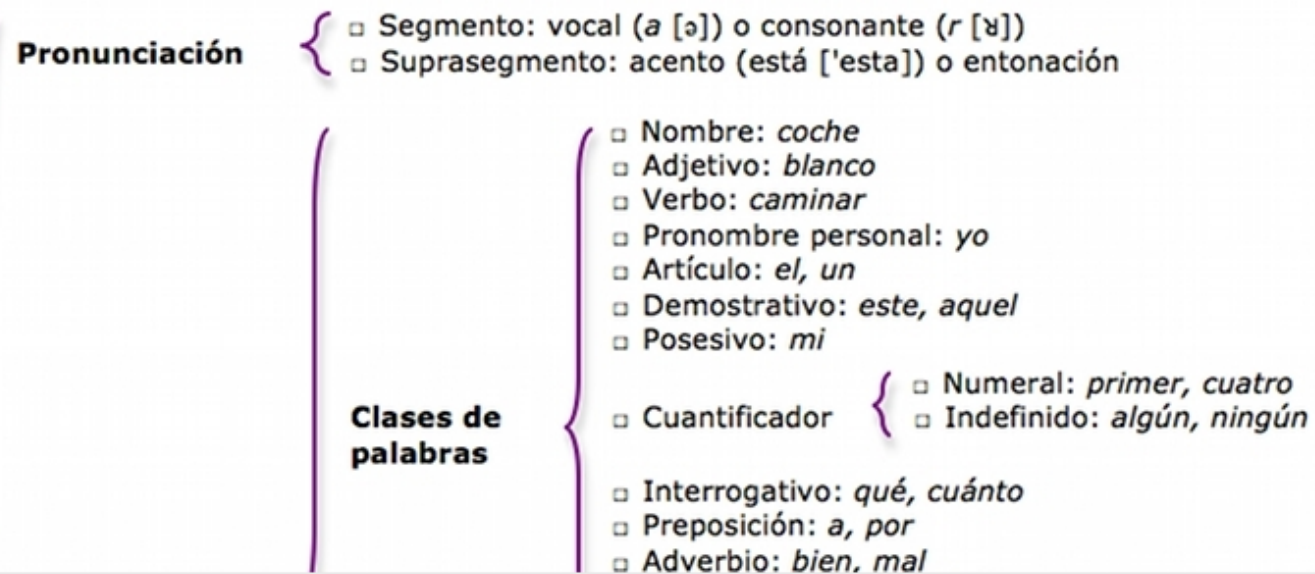 Pronunciación
▫ Segmento: vocal (a [ə]) o consonante (r [ʁ])
▫ Suprasegmento: acento (está ['esta]) o entonación
Clases de
palabras
▫ Nombre: coche
▫ Adjetivo: blanco
▫ Verbo: caminar
▫ Pronombre personal: yo
▫ Artículo: el, un
▫ Demostrativo: este, aquel
▫ Posesivo: mi
▫ Cuantificador
▫ Numeral: primer, cuatro
▫ Indefinido: algún, ningún
▫ Interrogativo: qué, cuánto
▫ Preposición: a, por
▫ Adverbio: bien, mal